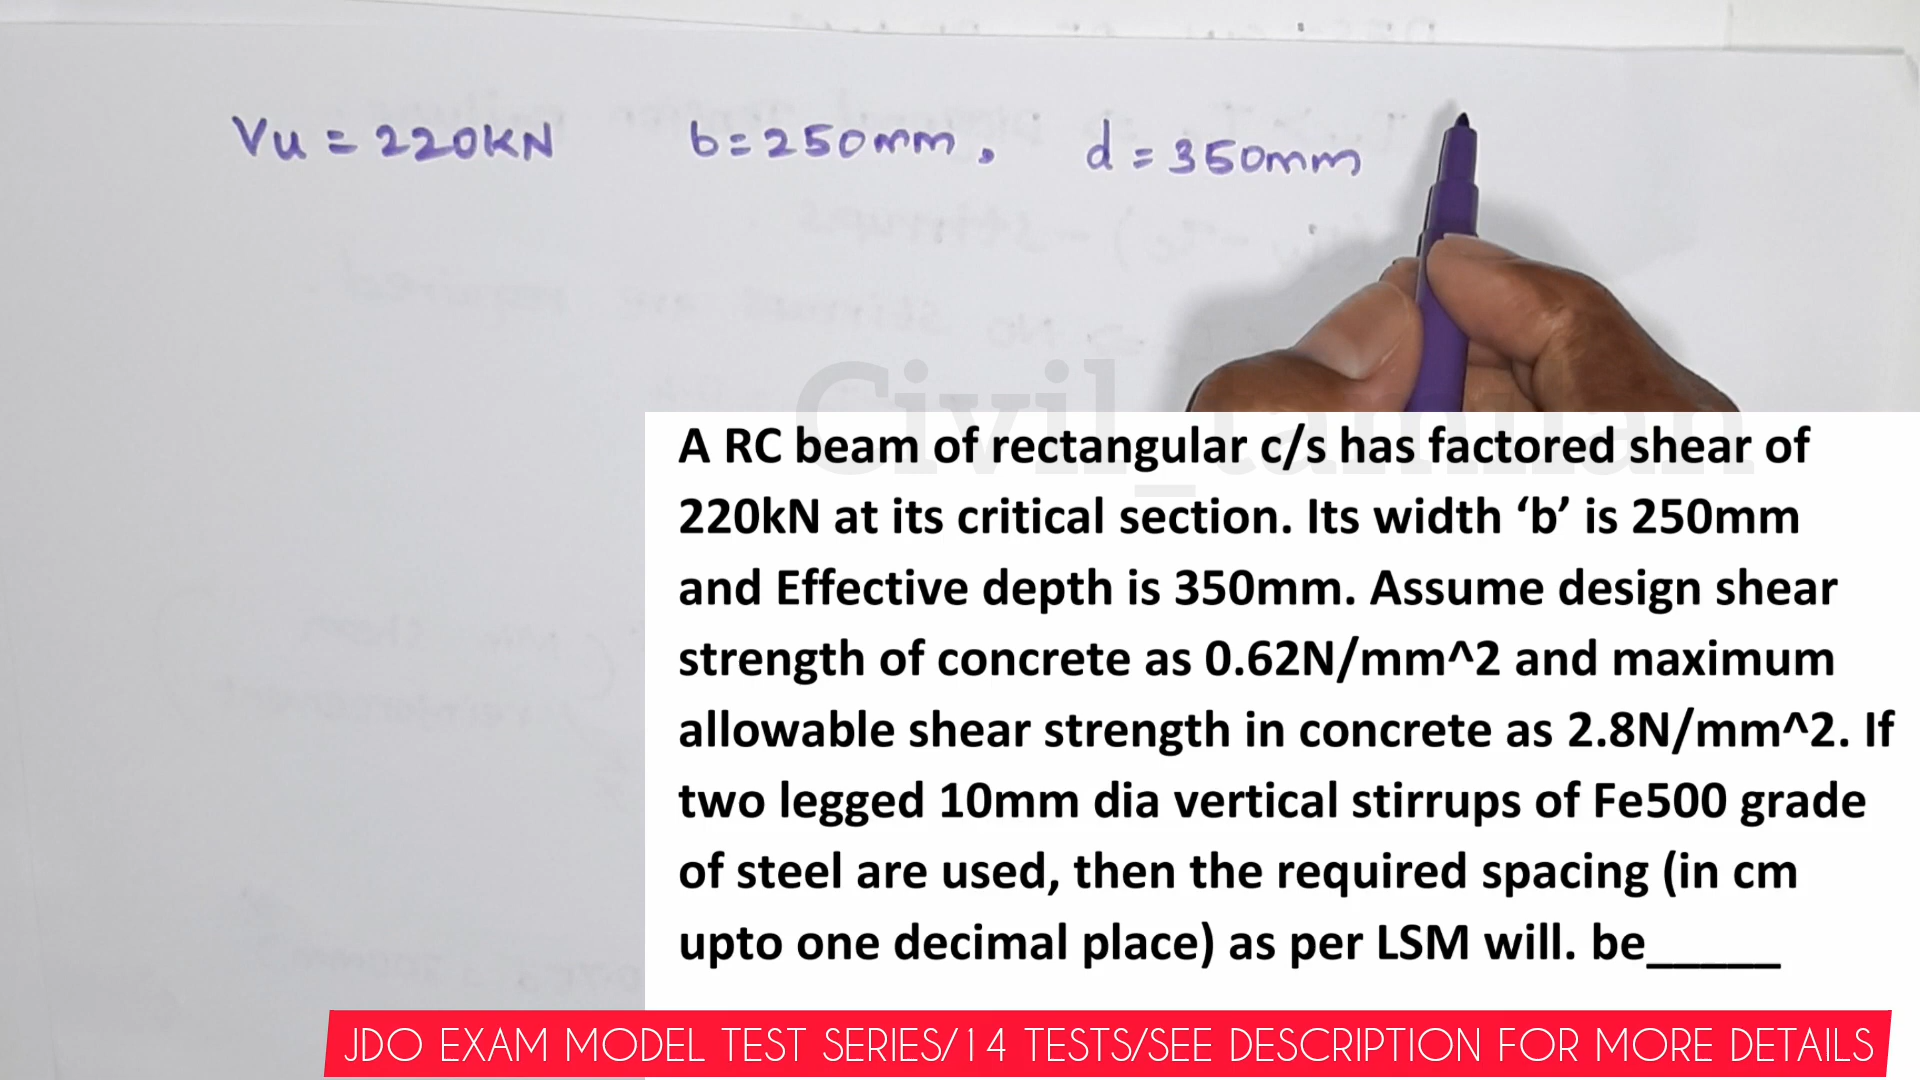 Vu = 220KN b=250mm, d = 350mm
Civil_tamilan
A RC beam of rectangular c/s has factored shear of
220kN at its critical section. Its width ‘b’ is 250mm
and Effective depth is 350mm. Assume design shear
strength of concrete as 0.62N/mm^2 and maximum
allowable shear strength in concrete as 2.8N/mm^2. If
two legged 10mm dia vertical stirrups of Fe500 grade
of steel are used, then the required spacing (in cm
upto one decimal place) as per LSM will. be_____
JDO EXAM MODEL TEST SERIES/14 TESTS/SEE DESCRIPTION FOR MORE DETAILS